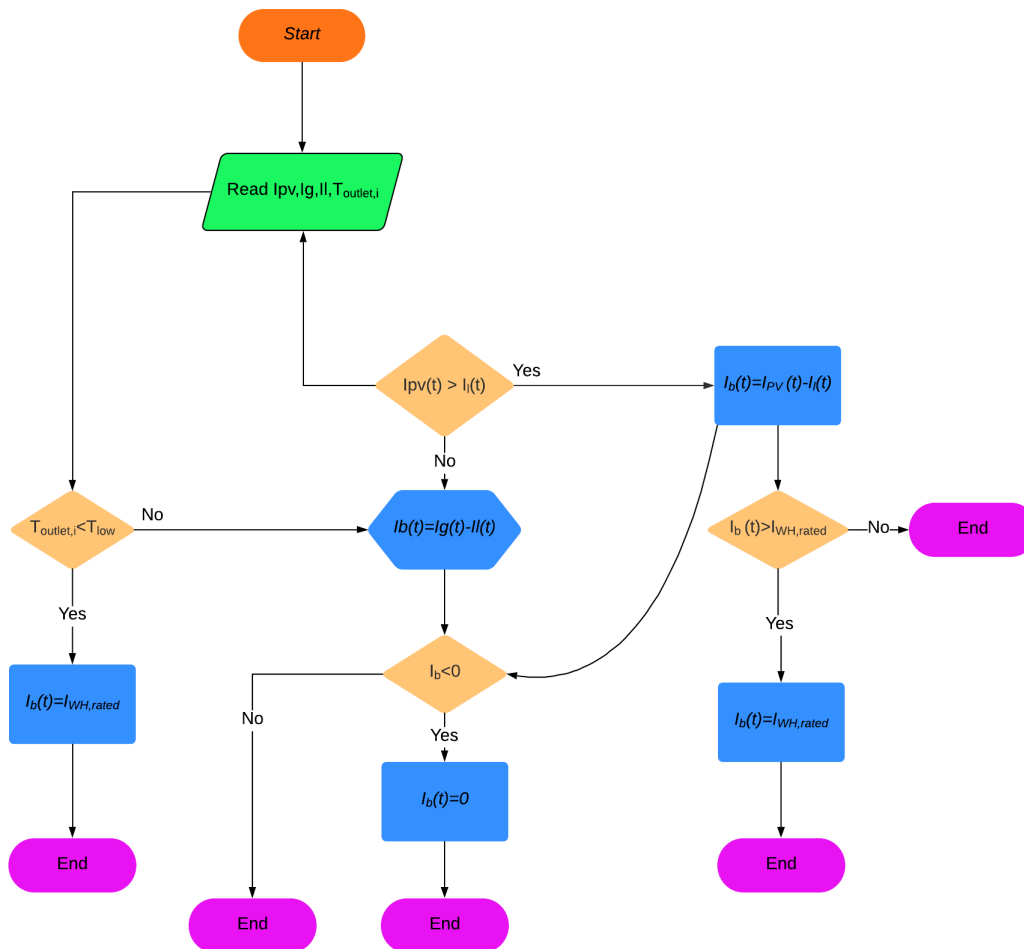 Start
Read Ipv,Ig,Il,Toutlet,i
Ipv(t) > Il(t)
Yes
Ib(t)=IPV (t)-Il(t)
No
Toutlet,i<Tlow
No
Ib(t)=Ig(t)-Il(t)
Ib (t)>IWH,rated
No
End
Yes
Yes
Ib(t)=IWH,rated
Ib<0
No
Yes
Ib(t)=IWH,rated
Ib(t)=0
End
End
End
End